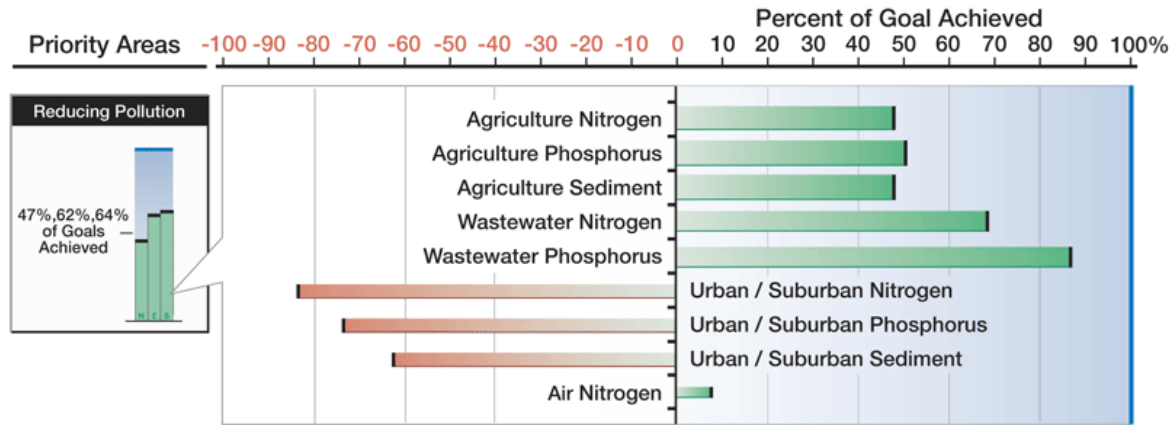 Percent of Goal Achieved
Priority Areas
-100 -90 -80 -70 -60 -50 -40 -30 -20 -10 0 10 20 30 40 50 60 70 80 90 100%
Reducing Pollution
47%,62%,64%
of Goals
Achieved
Agriculture Nitrogen
Agriculture Phosphorus
Agriculture Sediment
Wastewater Nitrogen
Wastewater Phosphorus
Urban / Suburban Nitrogen
Urban / Suburban Phosphorus
Urban / Suburban Sediment
Air Nitrogen